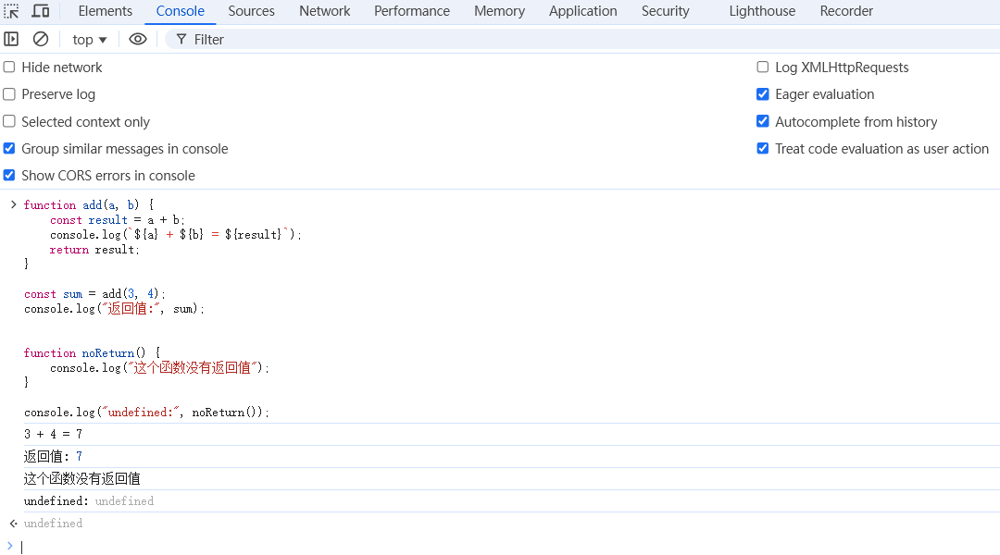 Elements Console Sources Network Performance Memory Application Security Lighthouse Recorder
top Filter
Hide network Log XMLHttpRequests
Preserve log Eager evaluation
Selected context only Autocomplete from history
Group similar messages in console Treat code evaluation as user action
Show CORS errors in console
> function add(a, b) {
    const result = a + b;
    console.log(`${a} + ${b} = ${result}`);
    return result;
}
const sum = add(3, 4);
console.log("返回值:", sum);
function noReturn() {
    console.log("这个函数没有返回值");
}
console.log("undefined:", noReturn());
3 + 4 = 7
返回值: 7
这个函数没有返回值
undefined: undefined
undefined
>